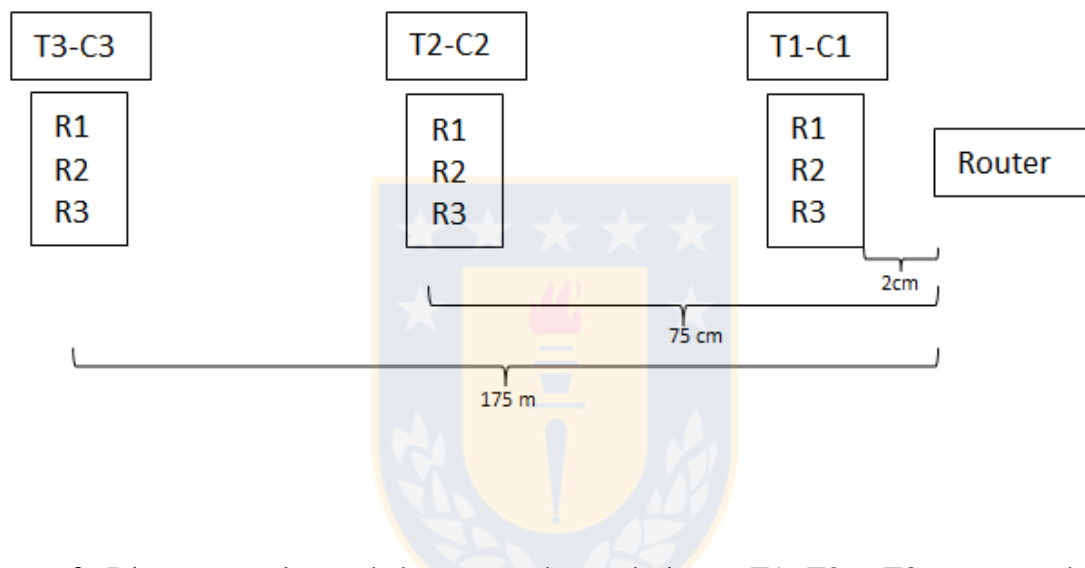 T3-C3
T2-C2
T1-C1
R1
R2
R3
R1
R2
R3
R1
R2
R3
Router
2cm
75 cm
175 m